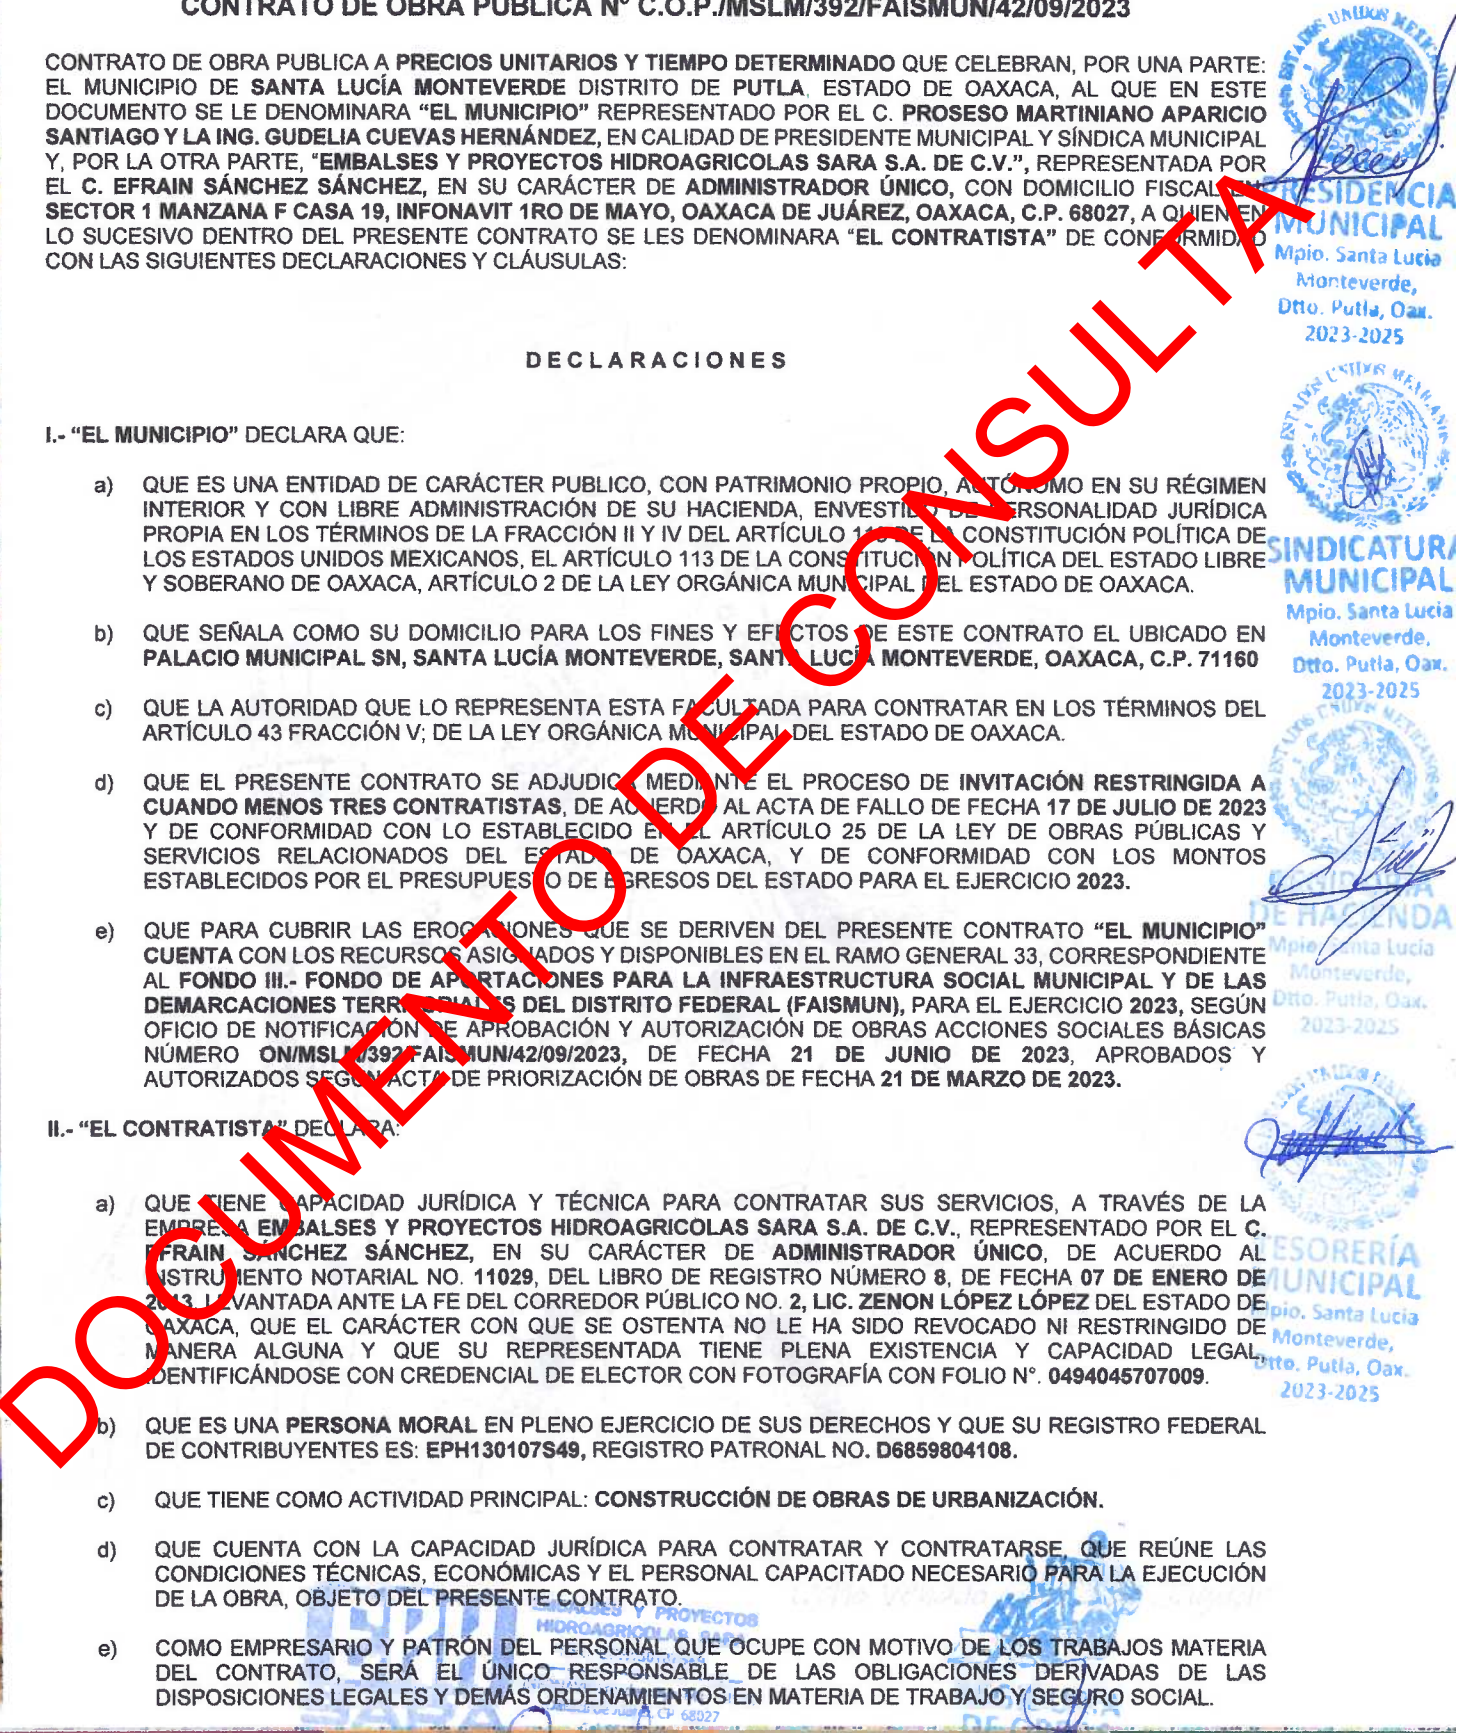 CONTRATO DE OBRA PÚBLICA N° C.O.P./MSLM/392/FAISMUN/42/09/2023
CONTRATO DE OBRA PUBLICA A PRECIOS UNITARIOS Y TIEMPO DETERMINADO QUE CELEBRAN, POR UNA PARTE:
EL MUNICIPIO DE SANTA LUCÍA MONTEVERDE DISTRITO DE PUTLA, ESTADO DE OAXACA, AL QUE EN ESTE
DOCUMENTO SE LE DENOMINARA “EL MUNICIPIO” REPRESENTADO POR EL C. PROSESO MARTINIANO APARICIO
SANTIAGO Y LA ING. GUDELIA CUEVAS HERNÁNDEZ, EN CALIDAD DE PRESIDENTE MUNICIPAL Y SÍNDICA MUNICIPAL
Y, POR LA OTRA PARTE, “EMBALSES Y PROYECTOS HIDROAGRICOLAS SARA S.A. DE C.V.”, REPRESENTADA POR
EL C. EFRAIN SÁNCHEZ SÁNCHEZ, EN SU CARÁCTER DE ADMINISTRADOR ÚNICO, CON DOMICILIO FISCAL EN:
SECTOR 1 MANZANA F CASA 19, INFONAVIT 1RO DE MAYO, OAXACA DE JUÁREZ, OAXACA, C.P. 68027, A QUIEN EN
LO SUCESIVO DENTRO DEL PRESENTE CONTRATO SE LES DENOMINARA “EL CONTRATISTA” DE CONFORMIDAD
CON LAS SIGUIENTES DECLARACIONES Y CLÁUSULAS:
DECLARACIONES
I.- “EL MUNICIPIO” DECLARA QUE:
a) QUE ES UNA ENTIDAD DE CARÁCTER PUBLICO, CON PATRIMONIO PROPIO, AUTÓNOMO EN SU RÉGIMEN
INTERIOR Y CON LIBRE ADMINISTRACIÓN DE SU HACIENDA, ENVESTIDO DE PERSONALIDAD JURÍDICA
PROPIA EN LOS TÉRMINOS DE LA FRACCIÓN II Y IV DEL ARTÍCULO 115 DE LA CONSTITUCIÓN POLÍTICA DE
LOS ESTADOS UNIDOS MEXICANOS, EL ARTÍCULO 113 DE LA CONSTITUCIÓN POLÍTICA DEL ESTADO LIBRE
Y SOBERANO DE OAXACA, ARTÍCULO 2 DE LA LEY ORGÁNICA MUNICIPAL DEL ESTADO DE OAXACA.
b) QUE SEÑALA COMO SU DOMICILIO PARA LOS FINES Y EFECTOS DE ESTE CONTRATO EL UBICADO EN
PALACIO MUNICIPAL SN, SANTA LUCÍA MONTEVERDE, SANTA LUCÍA MONTEVERDE, OAXACA, C.P. 71160
c) QUE LA AUTORIDAD QUE LO REPRESENTA ESTA FACULTADA PARA CONTRATAR EN LOS TÉRMINOS DEL
ARTÍCULO 43 FRACCIÓN V; DE LA LEY ORGÁNICA MUNICIPAL DEL ESTADO DE OAXACA.
d) QUE EL PRESENTE CONTRATO SE ADJUDICA MEDIANTE EL PROCESO DE INVITACIÓN RESTRINGIDA A
CUANDO MENOS TRES CONTRATISTAS, DE ACUERDO AL ACTA DE FALLO DE FECHA 17 DE JULIO DE 2023
Y DE CONFORMIDAD CON LO ESTABLECIDO EN EL ARTÍCULO 25 DE LA LEY DE OBRAS PÚBLICAS Y
SERVICIOS RELACIONADOS DEL ESTADO DE OAXACA, Y DE CONFORMIDAD CON LOS MONTOS
ESTABLECIDOS POR EL PRESUPUESTO DE EGRESOS DEL ESTADO PARA EL EJERCICIO 2023.
e) QUE PARA CUBRIR LAS EROGACIONES QUE SE DERIVEN DEL PRESENTE CONTRATO “EL MUNICIPIO”
CUENTA CON LOS RECURSOS ASIGNADOS Y DISPONIBLES EN EL RAMO GENERAL 33, CORRESPONDIENTE
AL FONDO III.- FONDO DE APORTACIONES PARA LA INFRAESTRUCTURA SOCIAL MUNICIPAL Y DE LAS
DEMARCACIONES TERRITORIALES DEL DISTRITO FEDERAL (FAISMUN), PARA EL EJERCICIO 2023, SEGÚN
OFICIO DE NOTIFICACIÓN DE APROBACIÓN Y AUTORIZACIÓN DE OBRAS ACCIONES SOCIALES BÁSICAS
NÚMERO ON/MSLM/392/FAISMUN/42/09/2023, DE FECHA 21 DE JUNIO DE 2023, APROBADOS Y
AUTORIZADOS SEGÚN ACTA DE PRIORIZACIÓN DE OBRAS DE FECHA 21 DE MARZO DE 2023.
II.- “EL CONTRATISTA” DECLARA:
a) QUE TIENE CAPACIDAD JURÍDICA Y TÉCNICA PARA CONTRATAR SUS SERVICIOS, A TRAVÉS DE LA
EMPRESA EMBALSES Y PROYECTOS HIDROAGRICOLAS SARA S.A. DE C.V., REPRESENTADO POR EL C.
EFRAIN SÁNCHEZ SÁNCHEZ, EN SU CARÁCTER DE ADMINISTRADOR ÚNICO, DE ACUERDO AL
INSTRUMENTO NOTARIAL NO. 11029, DEL LIBRO DE REGISTRO NÚMERO 8, DE FECHA 07 DE ENERO DE
2013, LEVANTADA ANTE LA FE DEL CORREDOR PÚBLICO NO. 2, LIC. ZENON LÓPEZ LÓPEZ DEL ESTADO DE
OAXACA, QUE EL CARÁCTER CON QUE SE OSTENTA NO LE HA SIDO REVOCADO NI RESTRINGIDO DE
MANERA ALGUNA Y QUE SU REPRESENTADA TIENE PLENA EXISTENCIA Y CAPACIDAD LEGAL,
IDENTIFICÁNDOSE CON CREDENCIAL DE ELECTOR CON FOTOGRAFÍA CON FOLIO N°. 0494045707009.
b) QUE ES UNA PERSONA MORAL EN PLENO EJERCICIO DE SUS DERECHOS Y QUE SU REGISTRO FEDERAL
DE CONTRIBUYENTES ES: EPH130107S49, REGISTRO PATRONAL NO. D6859804108.
c) QUE TIENE COMO ACTIVIDAD PRINCIPAL: CONSTRUCCIÓN DE OBRAS DE URBANIZACIÓN.
d) QUE CUENTA CON LA CAPACIDAD JURÍDICA PARA CONTRATAR Y CONTRATARSE, QUE REÚNE LAS
CONDICIONES TÉCNICAS, ECONÓMICAS Y EL PERSONAL CAPACITADO NECESARIO PARA LA EJECUCIÓN
DE LA OBRA, OBJETO DEL PRESENTE CONTRATO.
e) COMO EMPRESARIO Y PATRÓN DEL PERSONAL QUE OCUPE CON MOTIVO DE LOS TRABAJOS MATERIA
DEL CONTRATO, SERÁ EL ÚNICO RESPONSABLE DE LAS OBLIGACIONES DERIVADAS DE LAS
DISPOSICIONES LEGALES Y DEMÁS ORDENAMIENTOS EN MATERIA DE TRABAJO Y SEGURO SOCIAL.
DOCUMENTO DE CONSULTA
ESTADOS UNIDOS MEXICANOS
PRESIDENCIA
MUNICIPAL
Mpio. Santa Lucia
Monteverde,
Dtto. Putla, Oax.
2023-2025
ESTADOS UNIDOS MEXICANOS
SINDICATURA
MUNICIPAL
Mpio. Santa Lucia
Monteverde,
Dtto. Putla, Oax.
2023-2025
ESTADOS UNIDOS MEXICANOS
REGIDURIA
DE HACIENDA
Mpio. Santa Lucia
Monteverde,
Dtto. Putla, Oax.
2023-2025
TESORERÍA
MUNICIPAL
Mpio. Santa Lucia
Monteverde,
Dtto. Putla, Oax.
2023-2025
EPH
EMBALSES Y PROYECTOS
HIDROAGRICOLAS SARA
CP 68027
DE OBRAS